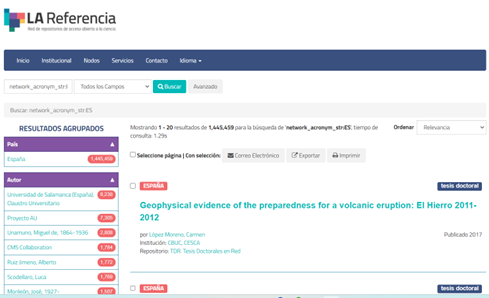 LA Referencia
Red de repositorios de acceso abierto a la ciencia
Inicio Institucional Nodos Servicios Contacto Idioma
network_acronym_str:E Todos los Campos Buscar Avanzado
Buscar: network_acronym_str:ES
RESULTADOS AGRUPADOS
País
España 1,445,459
Autor
Universidad de Salamanca (España). Claustro Universitario
Proyecto AU 7,305
Unamuno, Miguel de, 1864-1936 2,808
CMS Collaboration 1,794
Ruiz Jimeno, Alberto 1,772
Scodellaro, Luca 1,769
Monleón, José, 1927- 1,507
Mostrando 1 - 20 resultados de 1,445,459 para la búsqueda de 'network_acronym_str:ES', tiempo de
consulta: 1.29s
Ordenar Relevancia
Seleccione página | Con selección: Correo Electrónico Exportar Imprimir
ESPAÑA tesis doctoral
Geophysical evidence of the preparedness for a volcanic eruption: El Hierro 2011-
2012
por López Moreno, Carmen Publicado 2017
Institución: CBUC, CESCA
Repositorio: TDR. Tesis Doctorales en Red
ESPAÑA tesis doctoral